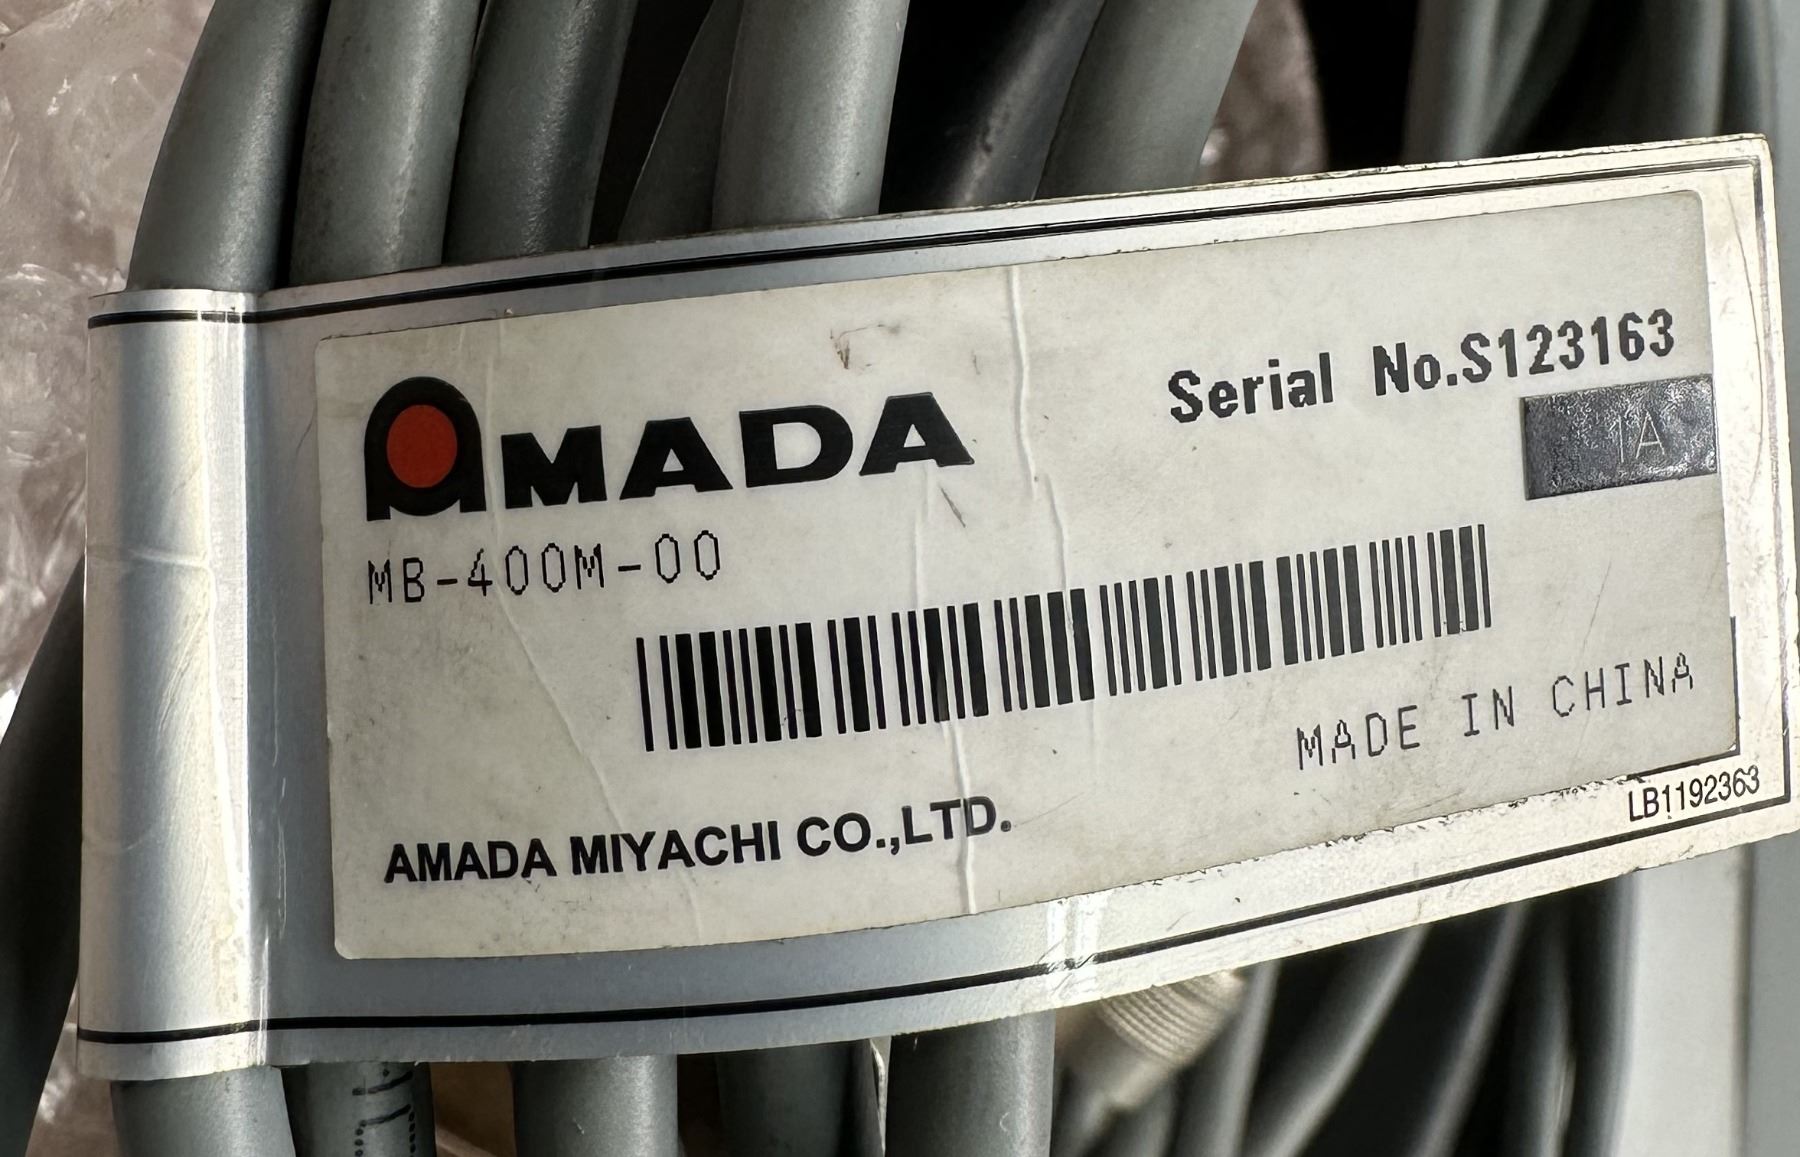 AMADA
Serial No.S123163
1A
MB-400M-00
MADE IN CHINA
AMADA MIYACHI CO.,LTD.
LB1192363